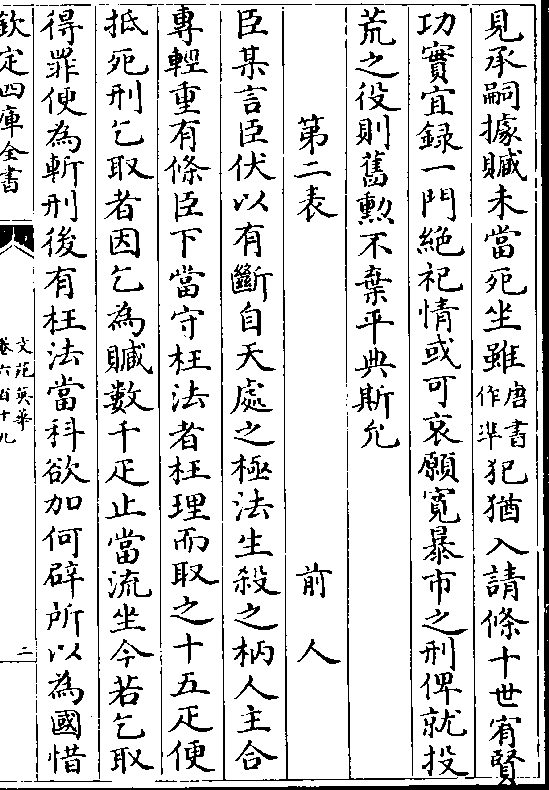 見承嗣據贓未當死坐雖唐書作準犯猶入請條十世宥賢
功實宜録一門絶祀情或可哀願寛暴市之刑俾就投
荒之役則舊勲不棄平典斯允
第二表 前人
臣某言臣伏以有斷自天處之極法生殺之柄人主合
專輕重有條臣下當守枉法者枉理而取之十五疋便
抵死刑乞取者因乞為贓數千疋止當流坐今若乞取
得罪便為斬刑後有枉法當科欲加何辟所以為國惜
欽定四庫全書
文苑英華
卷六百十九
二